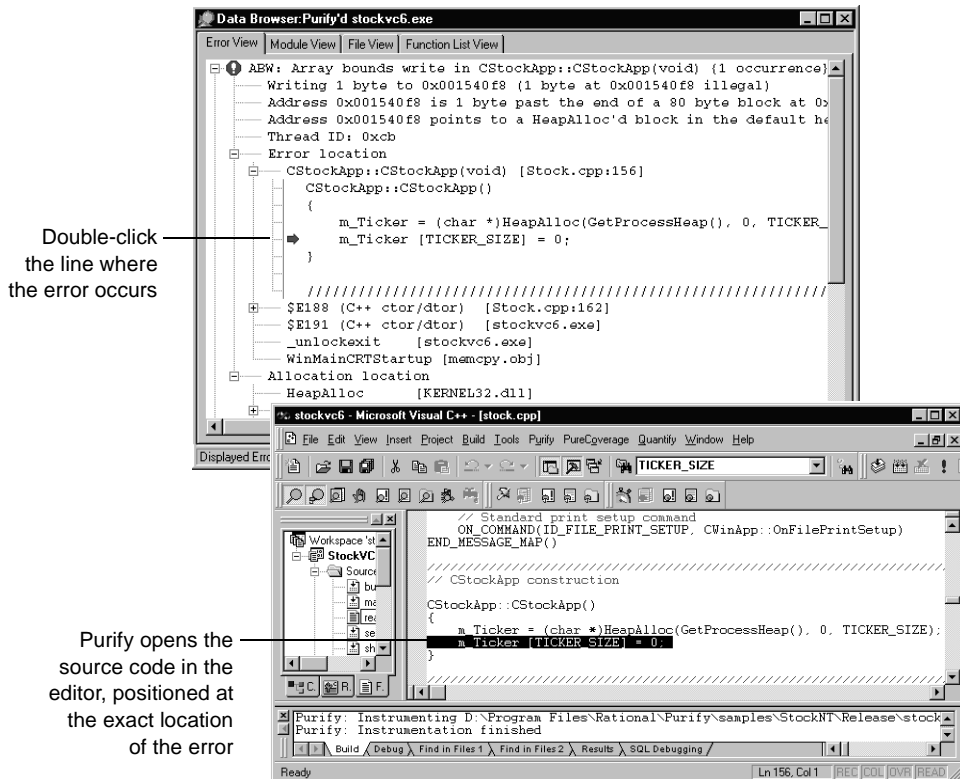 Data Browser:Purify'd stockvc6.exe
Error View Module View File View Function List View
ABW: Array bounds write in CStockApp::CStockApp(void) {1 occurrence}
Writing 1 byte to 0x001540f8 (1 byte at 0x001540f8 illegal)
Address 0x001540f8 is 1 byte past the end of a 80 byte block at 0x
Address 0x001540f8 points to a HeapAlloc'd block in the default he
Thread ID: 0xcb
Error location
CStockApp::CStockApp(void) [Stock.cpp:156]
CStockApp::CStockApp()
{
m_Ticker = (char *)HeapAlloc(GetProcessHeap(), 0, TICKER_
m_Ticker [TICKER_SIZE] = 0;
}
////////////////////////////////////////////////////////////
$E188 (C++ ctor/dtor) [Stock.cpp:162]
$E191 (C++ ctor/dtor) [stockvc6.exe]
_unlockexit [stockvc6.exe]
WinMainCRTStartup [memcpy.obj]
Allocation location
HeapAlloc [KERNEL32.dll]
Displayed Erro
Double-click
the line where
the error occurs
stockvc6 - Microsoft Visual C++ - [stock.cpp]
File Edit View Insert Project Build Tools Purify PureCoverage Quantify Window Help
TICKER_SIZE
Workspace 'st
StockVC
Source
bu
ma
rea
se
sh
C. R. F.
// Standard print setup command
ON_COMMAND(ID_FILE_PRINT_SETUP, CWinApp::OnFilePrintSetup)
END_MESSAGE_MAP()
////////////////////////////////////////////////////////////
// CStockApp construction
CStockApp::CStockApp()
{
m_Ticker = (char *)HeapAlloc(GetProcessHeap(), 0, TICKER_SIZE);
m_Ticker [TICKER_SIZE] = 0;
}
////////////////////////////////////////////////////////////
Purify opens the
source code in the
editor, positioned at
the exact location
of the error
Purify: Instrumenting D:\Program Files\Rational\Purify\samples\StockNT\Release\stock
Purify: Instrumentation finished
Build Debug Find in Files 1 Find in Files 2 Results SQL Debugging
Ready
Ln 156, Col 1 REC COL OVR READ